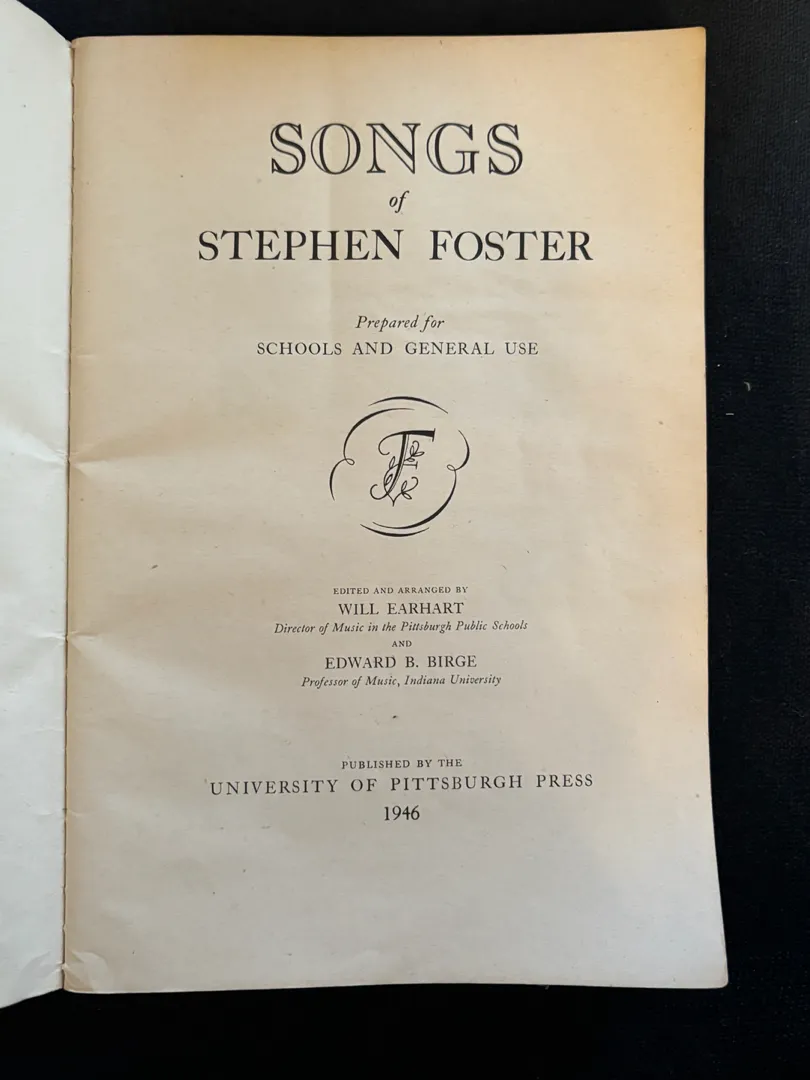 SONGS
of
STEPHEN FOSTER
Prepared for
SCHOOLS AND GENERAL USE
F
EDITED AND ARRANGED BY
WILL EARHART
Director of Music in the Pittsburgh Public Schools
AND
EDWARD B. BIRGE
Professor of Music, Indiana University
PUBLISHED BY THE
UNIVERSITY OF PITTSBURGH PRESS
1946